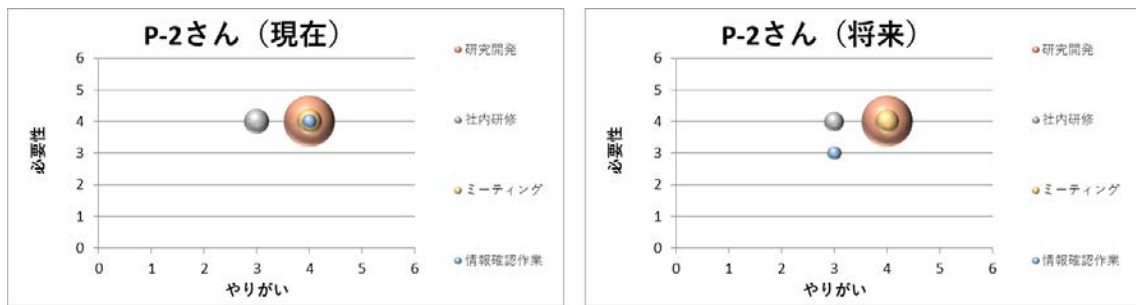 P-2さん（現在）
6
5
4
3
2
1
0
0 1 2 3 4 5 6
必要性
やりがい
研究開発
社内研修
ミーティング
情報確認作業
P-2さん（将来）
6
5
4
3
2
1
0
0 1 2 3 4 5 6
必要性
やりがい
研究開発
社内研修
ミーティング
情報確認作業